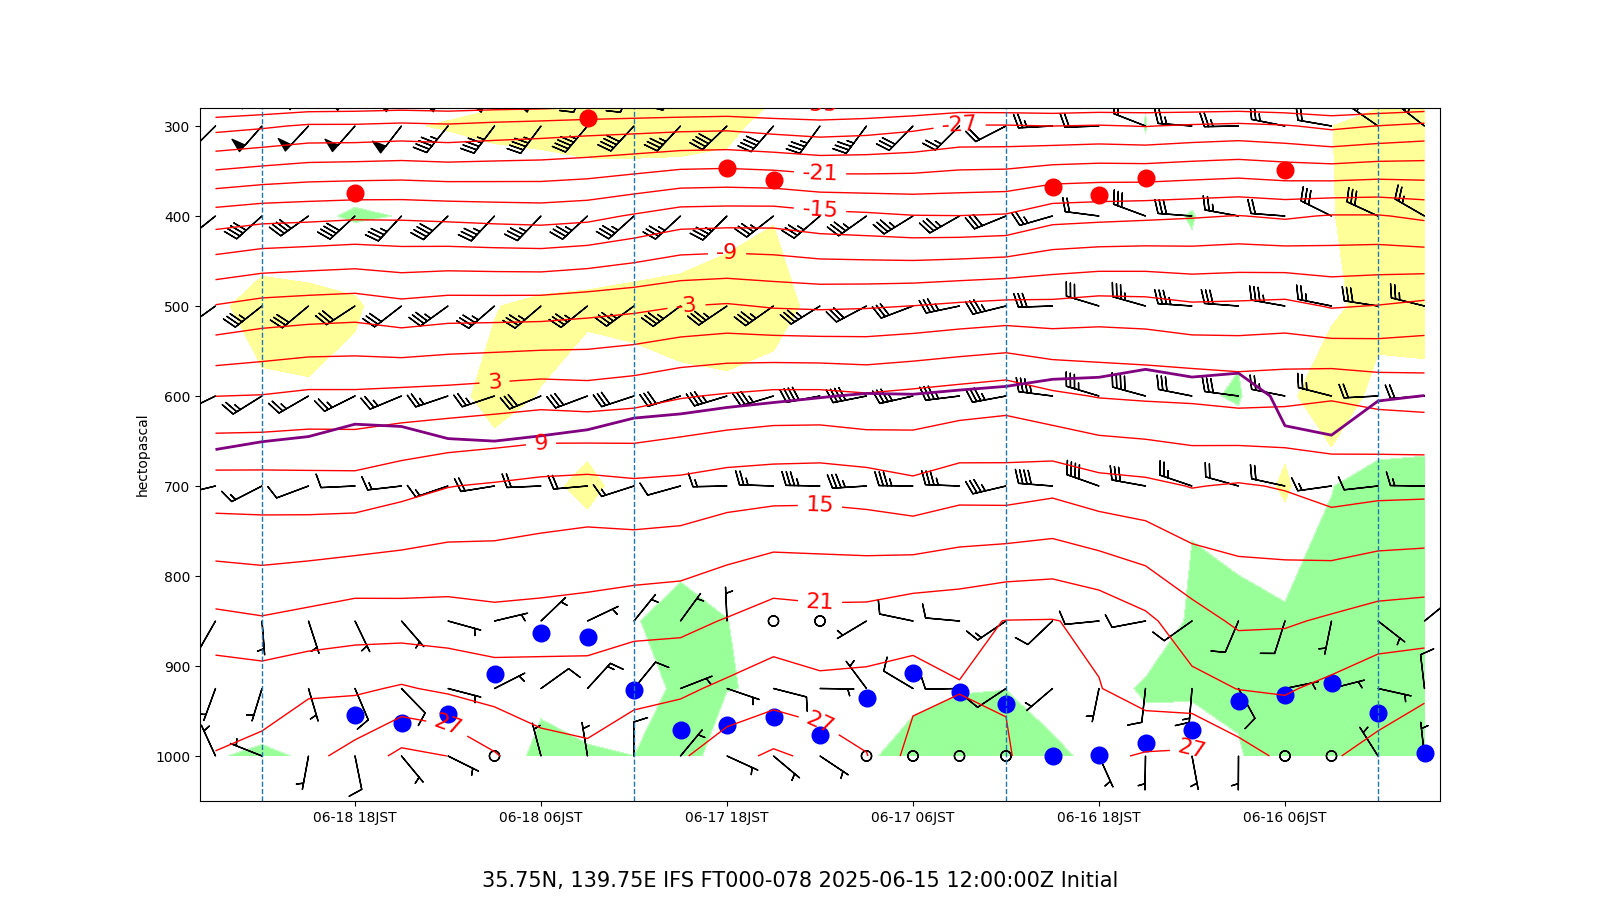 300
400
500
600
700
800
900
1000
hectopascal
-27
-21
-15
-9
3
3
9
15
21
27
27
27
06-18 18JST
06-18 06JST
06-17 18JST
06-17 06JST
06-16 18JST
06-16 06JST
35.75N, 139.75E IFS FT000-078 2025-06-15 12:00:00Z Initial